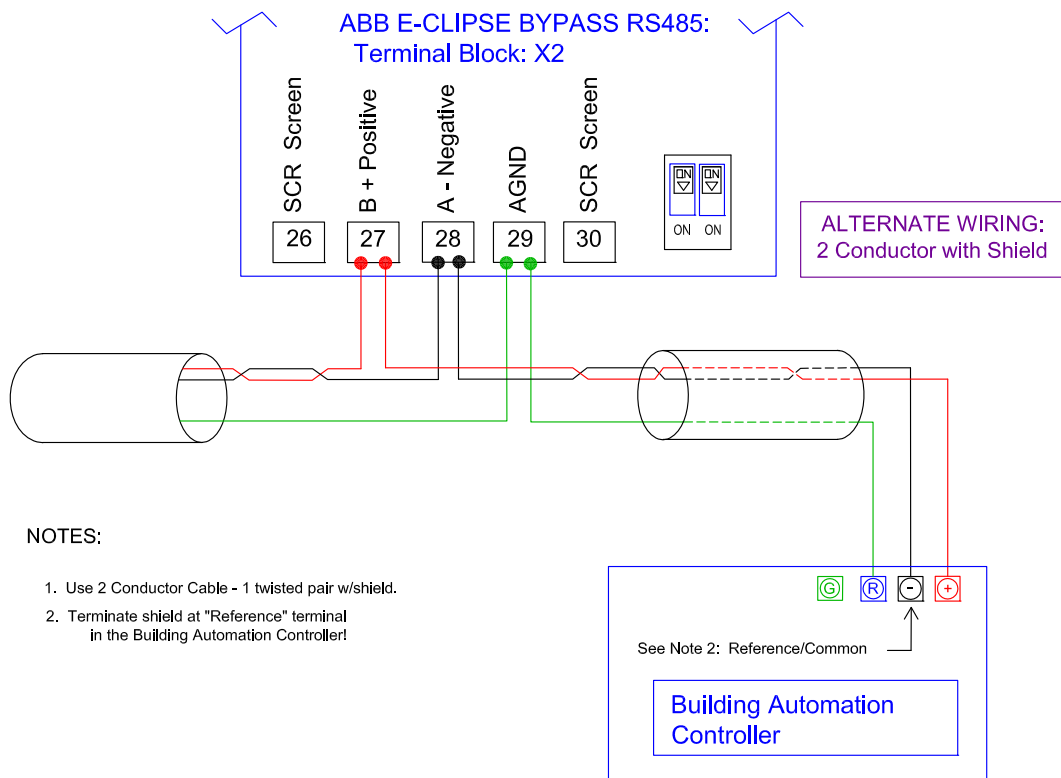 ABB E-CLIPSE BYPASS RS485:
Terminal Block: X2
SCR Screen
B + Positive
A - Negative
AGND
SCR Screen
26
27
28
29
30
ON
ON
ON
ON
ALTERNATE WIRING:
2 Conductor with Shield
NOTES:
1. Use 2 Conductor Cable - 1 twisted pair w/shield.
2. Terminate shield at "Reference" terminal
in the Building Automation Controller!
G
R
-
+
See Note 2: Reference/Common
Building Automation
Controller